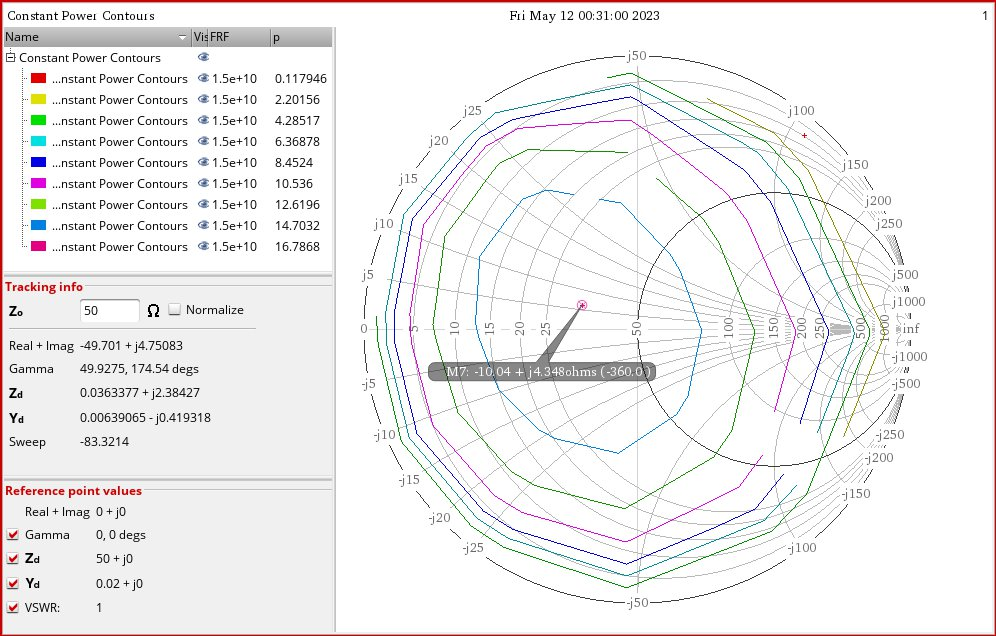 Constant Power Contours
Fri May 12 00:31:00 2023
1
Name Vis FRF p
Constant Power Contours
...nstant Power Contours 1.5e+10 0.117946
...nstant Power Contours 1.5e+10 2.20156
...nstant Power Contours 1.5e+10 4.28517
...nstant Power Contours 1.5e+10 6.36878
...nstant Power Contours 1.5e+10 8.4524
...nstant Power Contours 1.5e+10 10.536
...nstant Power Contours 1.5e+10 12.6196
...nstant Power Contours 1.5e+10 14.7032
...nstant Power Contours 1.5e+10 16.7868
Tracking info
Zo 50 Ω Normalize
Real + Imag -49.701 + j4.75083
Gamma 49.9275, 174.54 degs
Zd 0.0363377 + j2.38427
Yd 0.00639065 - j0.419318
Sweep -83.3214
Reference point values
Real + Imag 0 + j0
Gamma 0, 0 degs
Zd 50 + j0
Yd 0.02 + j0
VSWR: 1
j50
j25
j100
j20
j150
j15
j200
j10
j250
j5
j500
j1000
0 5 10 15 20 25 50 100 150 200 250 500 1000 inf
-j1000
M7: -10.04 + j4.348ohms (-360.0°)
-j5
-j500
-j10
-j250
-j200
-j15
-j150
-j20
-j25
-j100
-j50